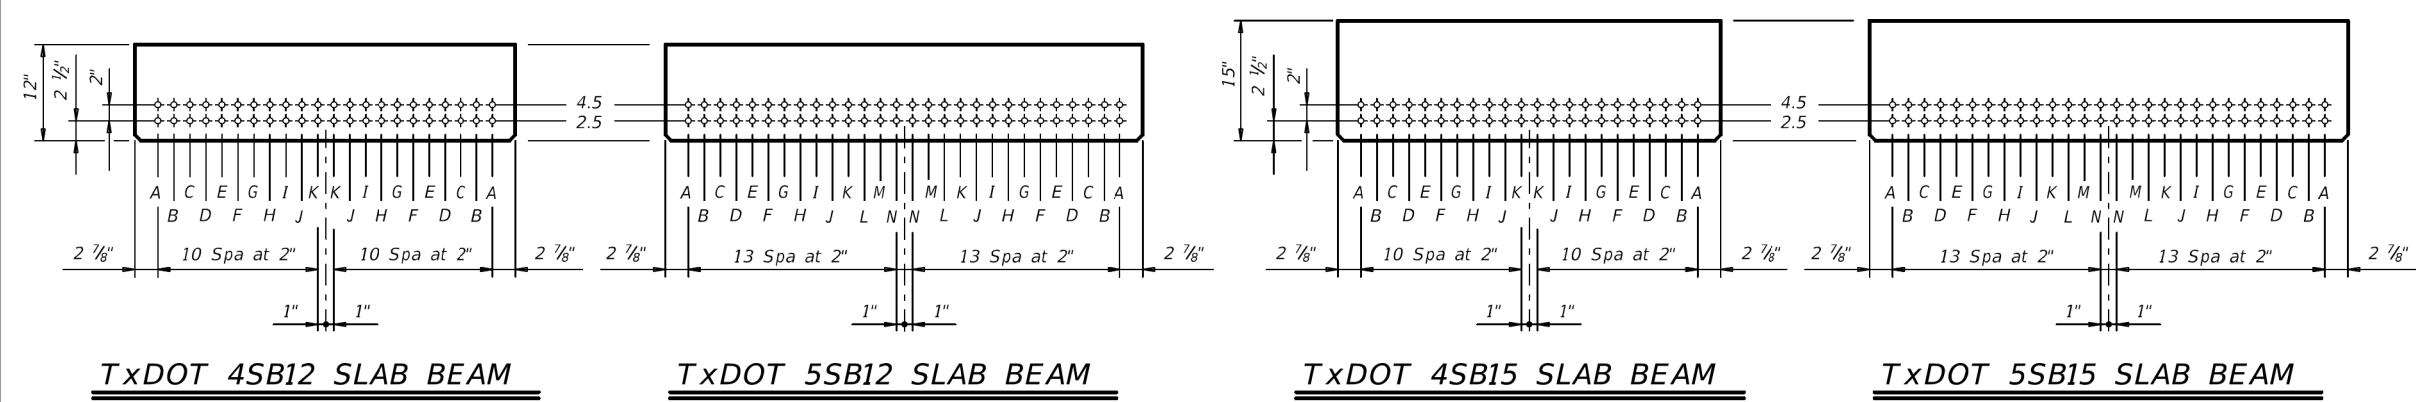 12" 2 ½" 2" 4.5 15" 2 ½" 2" 4.5
2.5 2.5
A C E G I K K I G E C A A C E G I K M M K I G E C A A C E G I K K I G E C A A C E G I K M M K I G E C A
B D F H J J H F D B B D F H J L N N L J H F D B B D F H J J H F D B B D F H J L N N L J H F D B
2 ⅞" 10 Spa at 2" 10 Spa at 2" 2 ⅞" 2 ⅞" 13 Spa at 2" 13 Spa at 2" 2 ⅞" 2 ⅞" 10 Spa at 2" 10 Spa at 2" 2 ⅞" 2 ⅞" 13 Spa at 2" 13 Spa at 2" 2 ⅞"
1" 1" 1" 1" 1" 1" 1" 1"
TxDOT 4SB12 SLAB BEAM TxDOT 5SB12 SLAB BEAM TxDOT 4SB15 SLAB BEAM TxDOT 5SB15 SLAB BEAM